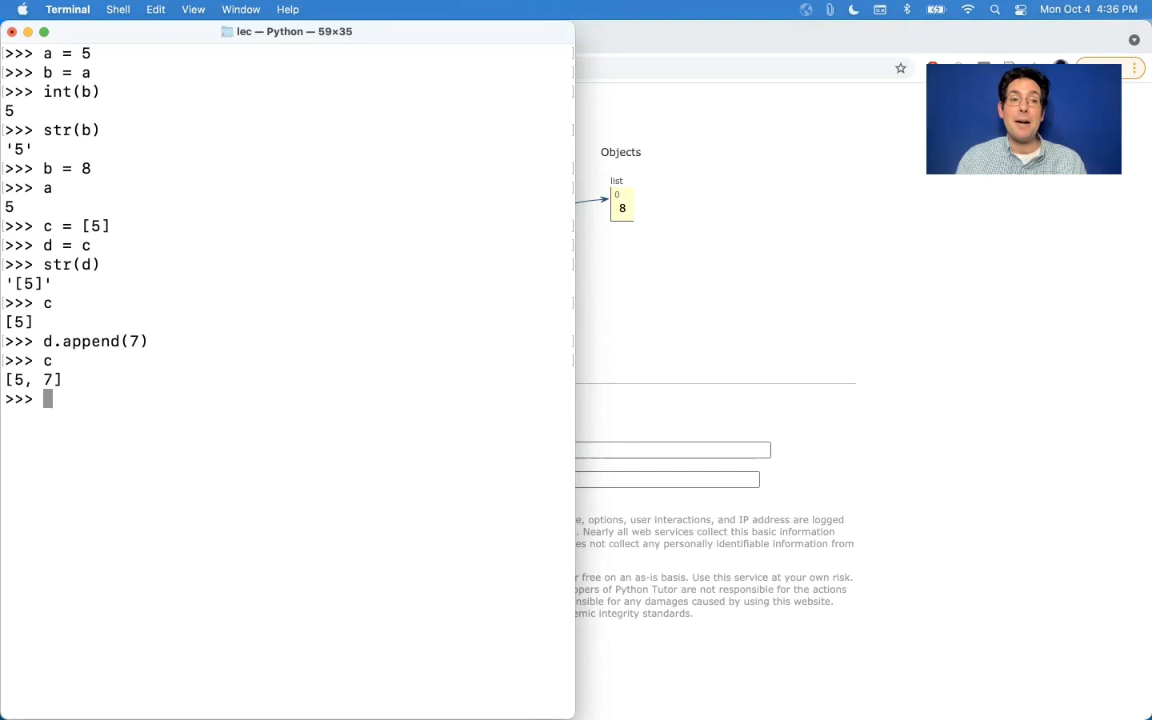 Terminal Shell Edit View Window Help Mon Oct 4 4:36 PM
lec — Python — 59×35
>>> a = 5
>>> b = a
>>> int(b)
5
>>> str(b)
'5'
>>> b = 8
>>> a
5
>>> c = [5]
>>> d = c
>>> str(d)
'[5]'
>>> c
[5]
>>> d.append(7)
>>> c
[5, 7]
>>>
Objects
list
0
8
e, options, user interactions, and IP address are logged
. Nearly all web services collect this basic information
es not collect any personally identifiable information from
r free on an as-is basis. Use this service at your own risk.
opers of Python Tutor are not responsible for the actions
nsible for any damages caused by using this website.
emic integrity standards.